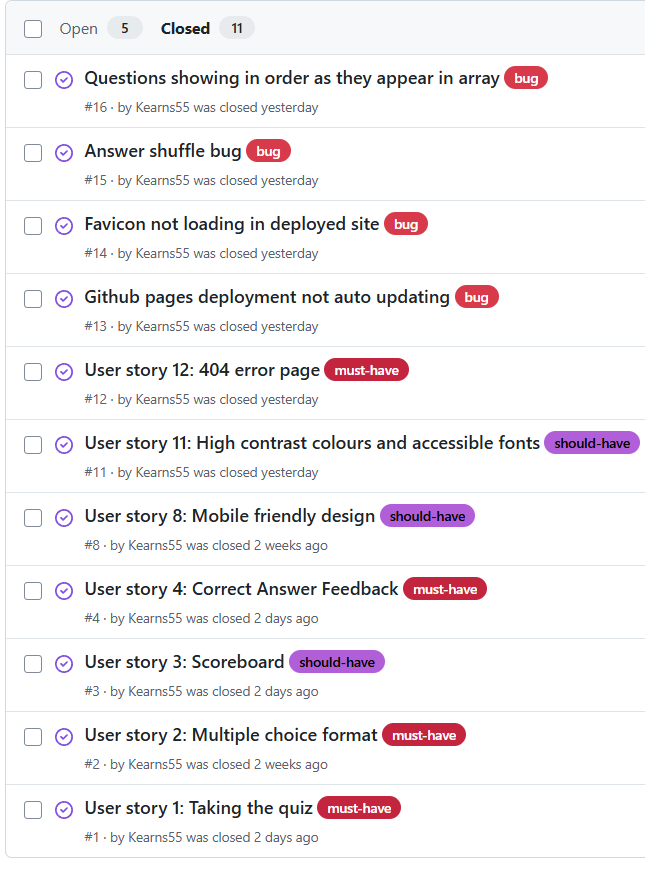 Open 5 Closed 11
Questions showing in order as they appear in array bug
#16 · by Kearns55 was closed yesterday
Answer shuffle bug bug
#15 · by Kearns55 was closed yesterday
Favicon not loading in deployed site bug
#14 · by Kearns55 was closed yesterday
Github pages deployment not auto updating bug
#13 · by Kearns55 was closed yesterday
User story 12: 404 error page must-have
#12 · by Kearns55 was closed yesterday
User story 11: High contrast colours and accessible fonts should-have
#11 · by Kearns55 was closed yesterday
User story 8: Mobile friendly design should-have
#8 · by Kearns55 was closed 2 weeks ago
User story 4: Correct Answer Feedback must-have
#4 · by Kearns55 was closed 2 days ago
User story 3: Scoreboard should-have
#3 · by Kearns55 was closed 2 days ago
User story 2: Multiple choice format must-have
#2 · by Kearns55 was closed 2 weeks ago
User story 1: Taking the quiz must-have
#1 · by Kearns55 was closed 2 days ago